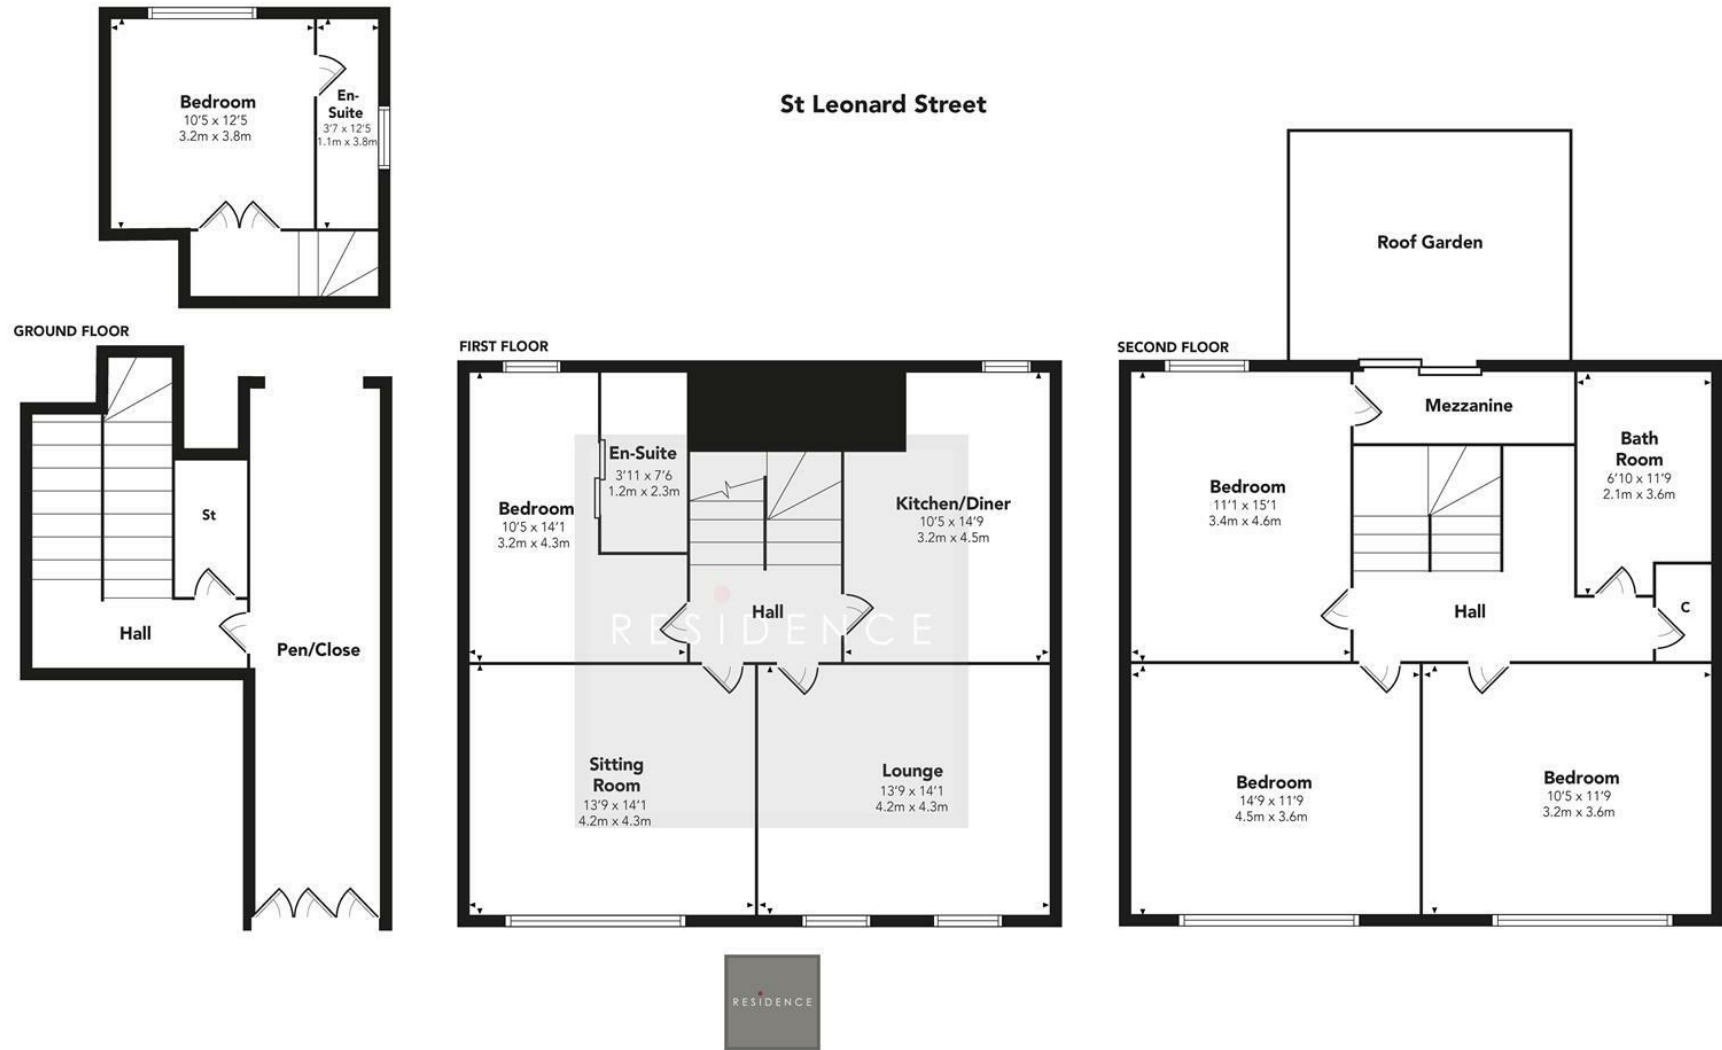 St Leonard Street
Bedroom
10'5 x 12'5
3.2m x 3.8m
En-
Suite
3'7 x 12'5
1.1m x 3.8m
GROUND FLOOR
St
Hall
Pen/Close
FIRST FLOOR
En-Suite
3'11 x 7'6
1.2m x 2.3m
Bedroom
10'5 x 14'1
3.2m x 4.3m
Kitchen/Diner
10'5 x 14'9
3.2m x 4.5m
Hall
RESIDENCE
Sitting
Room
13'9 x 14'1
4.2m x 4.3m
Lounge
13'9 x 14'1
4.2m x 4.3m
SECOND FLOOR
Roof Garden
Mezzanine
Bath
Room
6'10 x 11'9
2.1m x 3.6m
Bedroom
11'1 x 15'1
3.4m x 4.6m
Hall
C
Bedroom
14'9 x 11'9
4.5m x 3.6m
Bedroom
10'5 x 11'9
3.2m x 3.6m
RESIDENCE